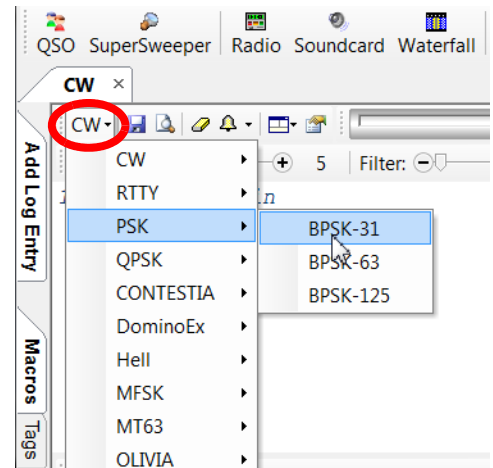 QSO SuperSweeper Radio Soundcard Waterfall
CW ×
CW
5 Filter:
Add Log Entry
Macros
Tags
CW
RTTY
PSK
QPSK
CONTESTIA
DominoEx
Hell
MFSK
MT63
OLIVIA
BPSK-31
BPSK-63
BPSK-125